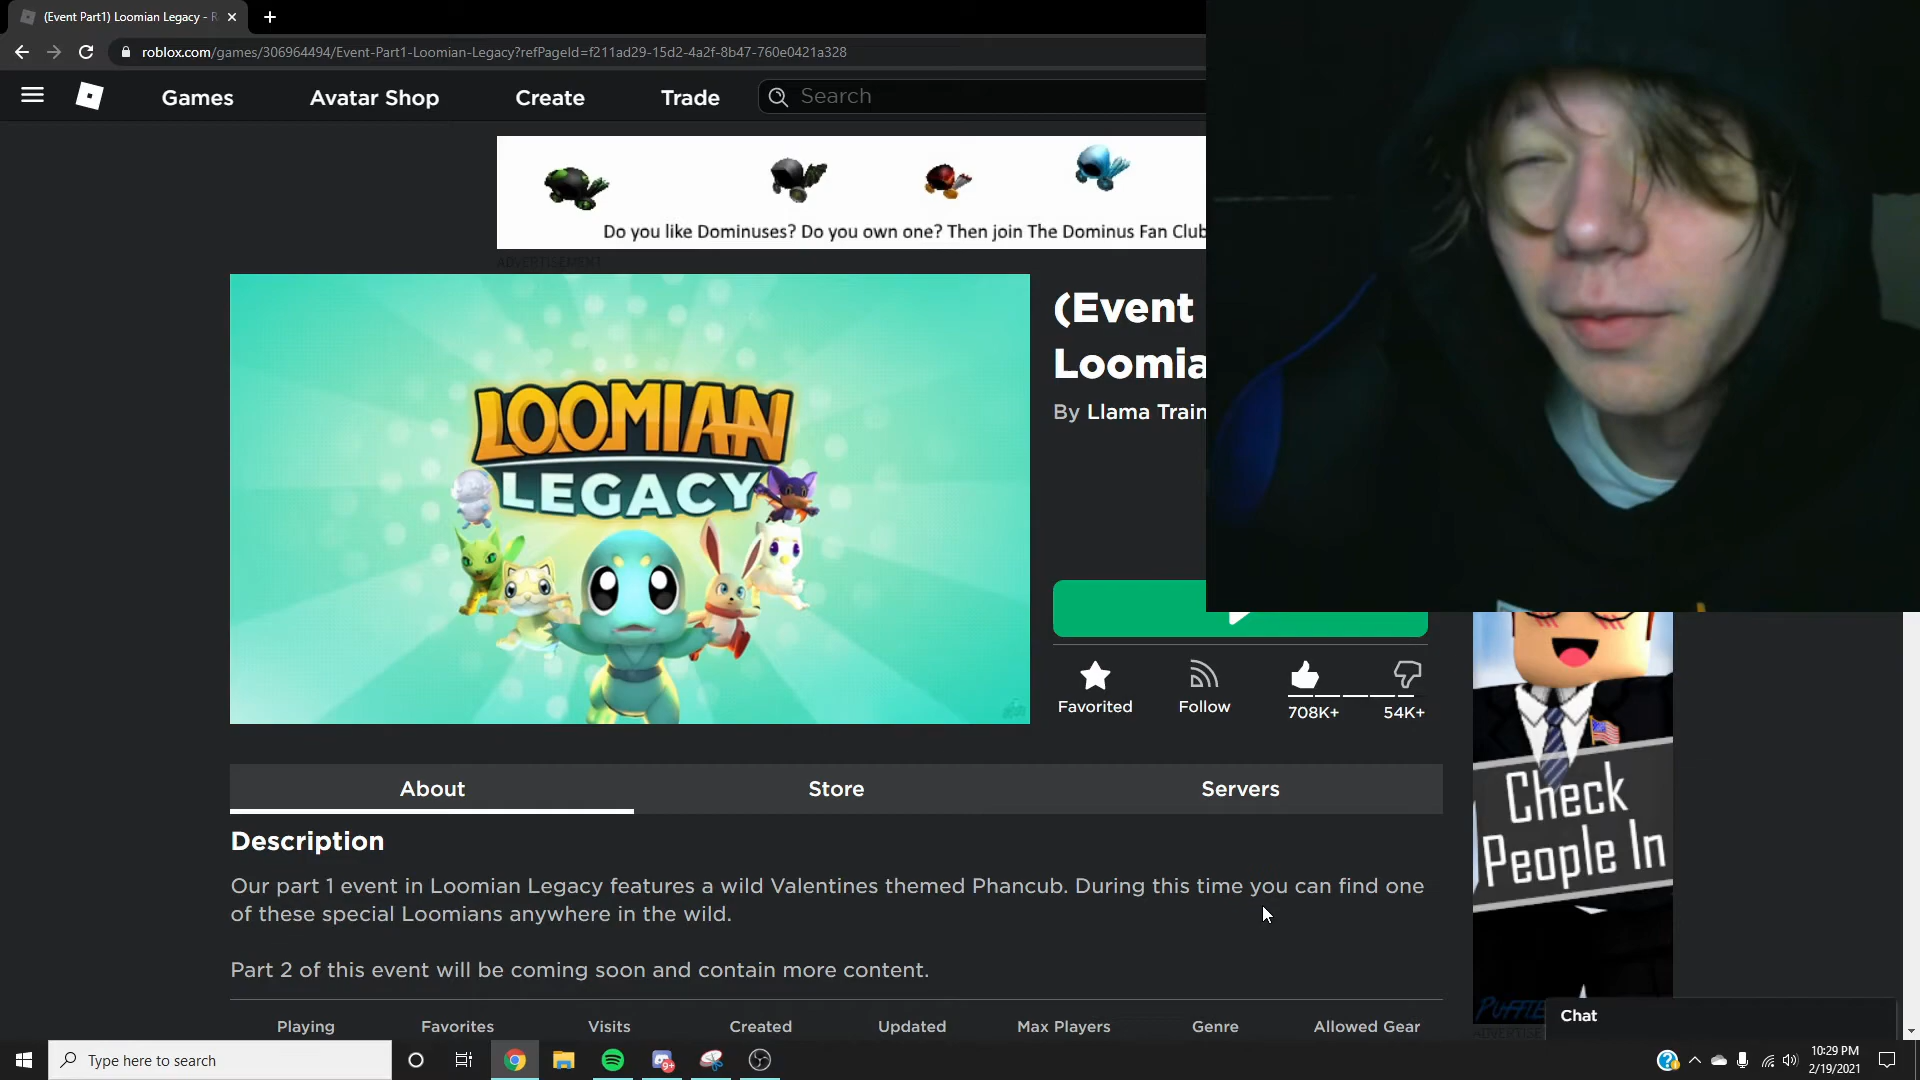 (Event Part1) Loomian Legacy - R
roblox.com/games/306964494/Event-Part1-Loomian-Legacy?refPageId=f211ad29-15d2-4a2f-8b47-760e0421a328
Games Avatar Shop Create Trade Search
Do you like Dominuses? Do you own one? Then join The Dominus Fan Club
ADVERTISEMENT
LOOMIAN
LEGACY
(Event
Loomia
By Llama Train
Favorited Follow 708K+ 54K+
Check
People In
About Store Servers
Description
Our part 1 event in Loomian Legacy features a wild Valentines themed Phancub. During this time you can find one
of these special Loomians anywhere in the wild.
Part 2 of this event will be coming soon and contain more content.
Playing Favorites Visits Created Updated Max Players Genre Allowed Gear
Chat
Type here to search
9+
10:29 PM
2/19/2021